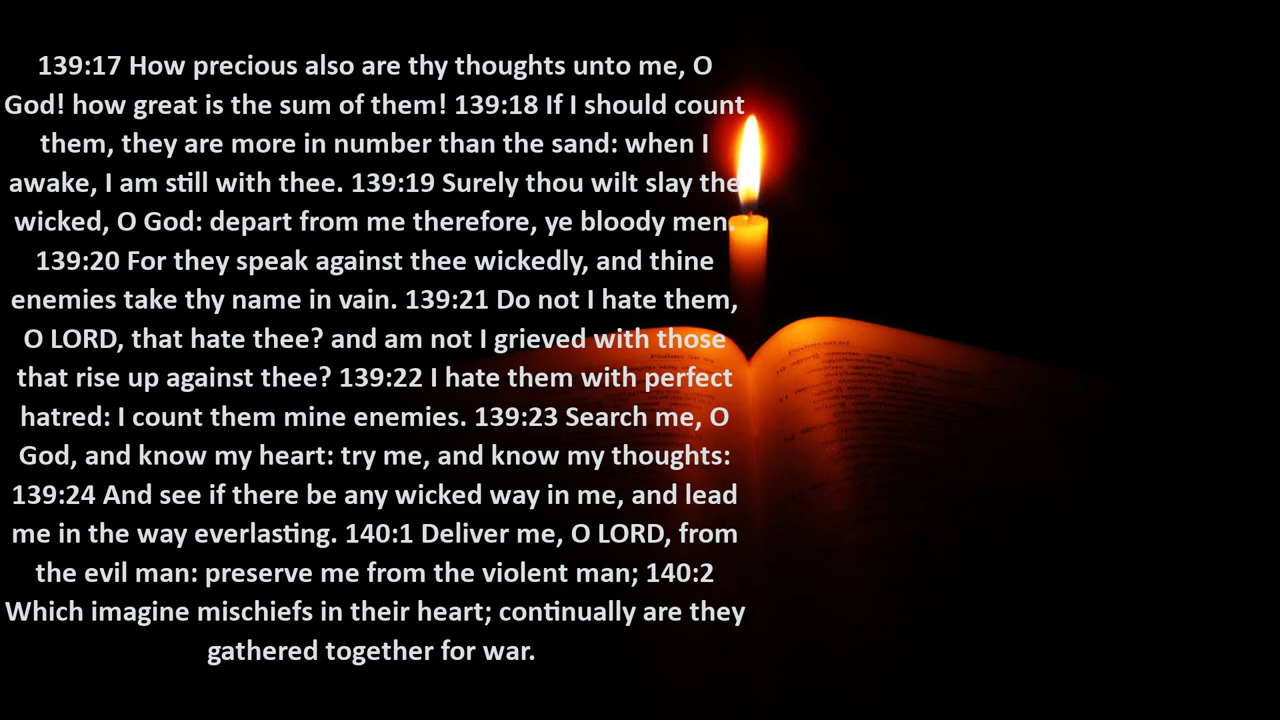 139:17 How precious also are thy thoughts unto me, O
God! how great is the sum of them! 139:18 If I should count
them, they are more in number than the sand: when I
awake, I am still with thee. 139:19 Surely thou wilt slay the
wicked, O God: depart from me therefore, ye bloody men.
139:20 For they speak against thee wickedly, and thine
enemies take thy name in vain. 139:21 Do not I hate them,
O LORD, that hate thee? and am not I grieved with those
that rise up against thee? 139:22 I hate them with perfect
hatred: I count them mine enemies. 139:23 Search me, O
God, and know my heart: try me, and know my thoughts:
139:24 And see if there be any wicked way in me, and lead
me in the way everlasting. 140:1 Deliver me, O LORD, from
the evil man: preserve me from the violent man; 140:2
Which imagine mischiefs in their heart; continually are they
gathered together for war.